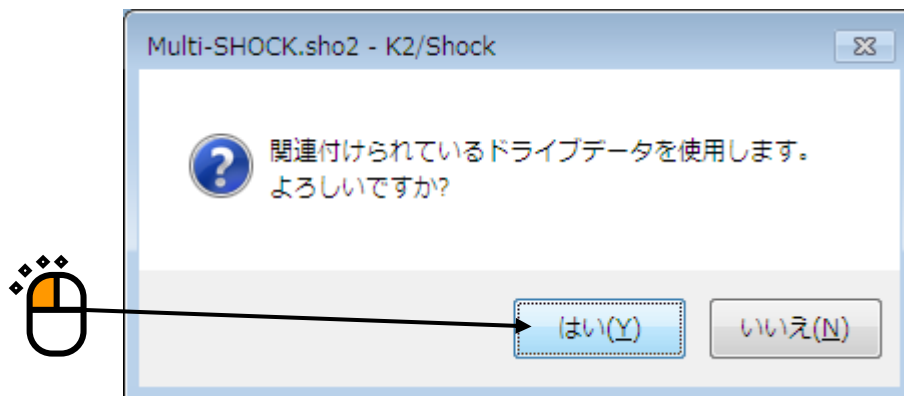 Multi-SHOCK.sho2 - K2/Shock
関連付けられているドライブデータを使用します。
よろしいですか?
はい(Y)
いいえ(N)